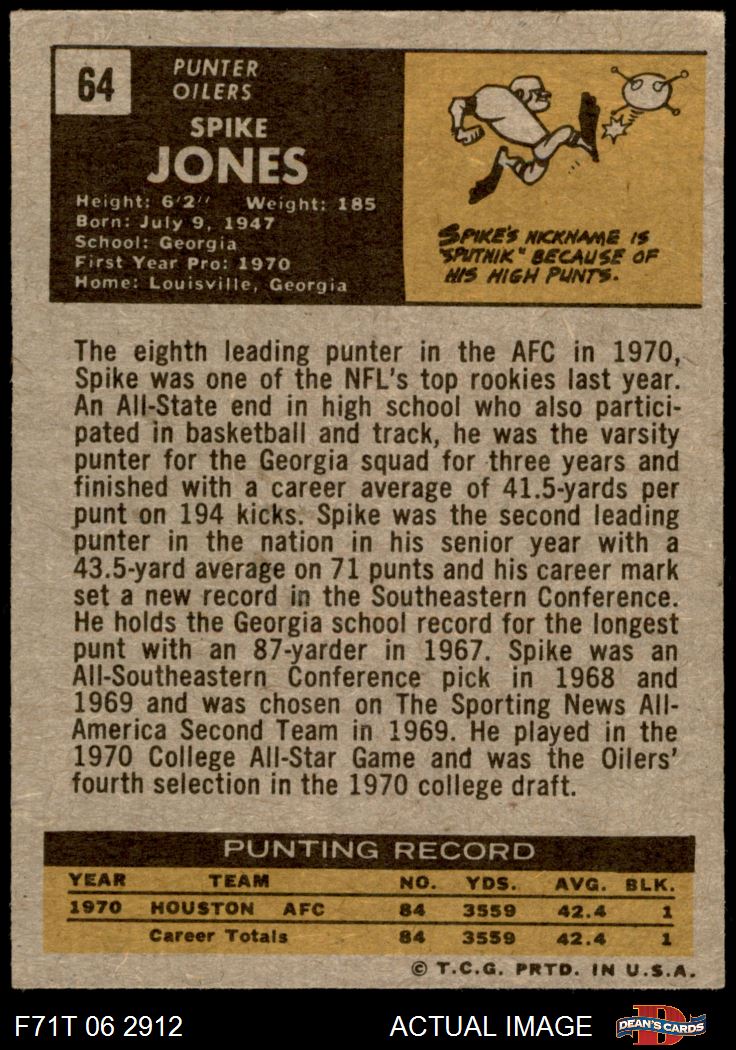 64
PUNTER
OILERS
SPIKE
JONES
Height: 6'2" Weight: 185
Born: July 9, 1947
School: Georgia
First Year Pro: 1970
Home: Louisville, Georgia
SPIKE'S NICKNAME IS
"SPUTNIK" BECAUSE OF
HIS HIGH PUNTS.
The eighth leading punter in the AFC in 1970,
Spike was one of the NFL's top rookies last year.
An All-State end in high school who also partici-
pated in basketball and track, he was the varsity
punter for the Georgia squad for three years and
finished with a career average of 41.5-yards per
punt on 194 kicks. Spike was the second leading
punter in the nation in his senior year with a
43.5-yard average on 71 punts and his career mark
set a new record in the Southeastern Conference.
He holds the Georgia school record for the longest
punt with an 87-yarder in 1967. Spike was an
All-Southeastern Conference pick in 1968 and
1969 and was chosen on The Sporting News All-
America Second Team in 1969. He played in the
1970 College All-Star Game and was the Oilers'
fourth selection in the 1970 college draft.
PUNTING RECORD
YEAR TEAM NO. YDS. AVG. BLK.
1970 HOUSTON AFC 84 3559 42.4 1
Career Totals 84 3559 42.4 1
© T.C.G. PRTD. IN U.S.A.
F71T 06 2912 ACTUAL IMAGE D DEAN'S CARDS